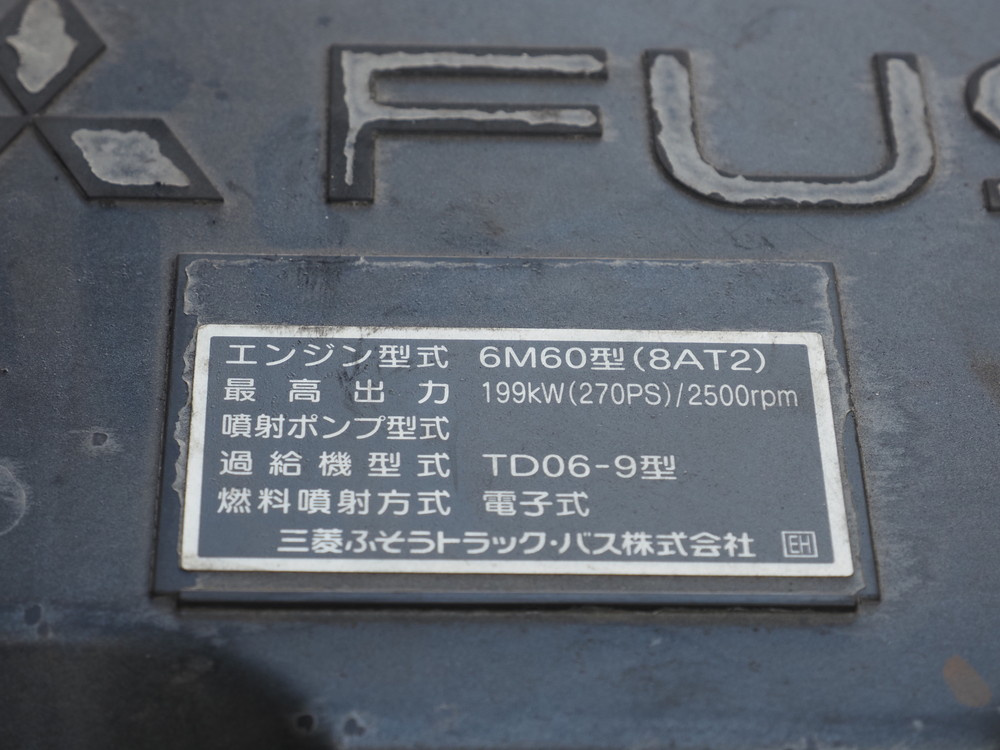 FUS
エンジン型式 6M60型(8AT2)
最高出力 199kW(270PS)/2500rpm
噴射ポンプ型式
過給機型式 TD06-9型
燃料噴射方式 電子式
三菱ふそうトラック・バス株式会社 EH